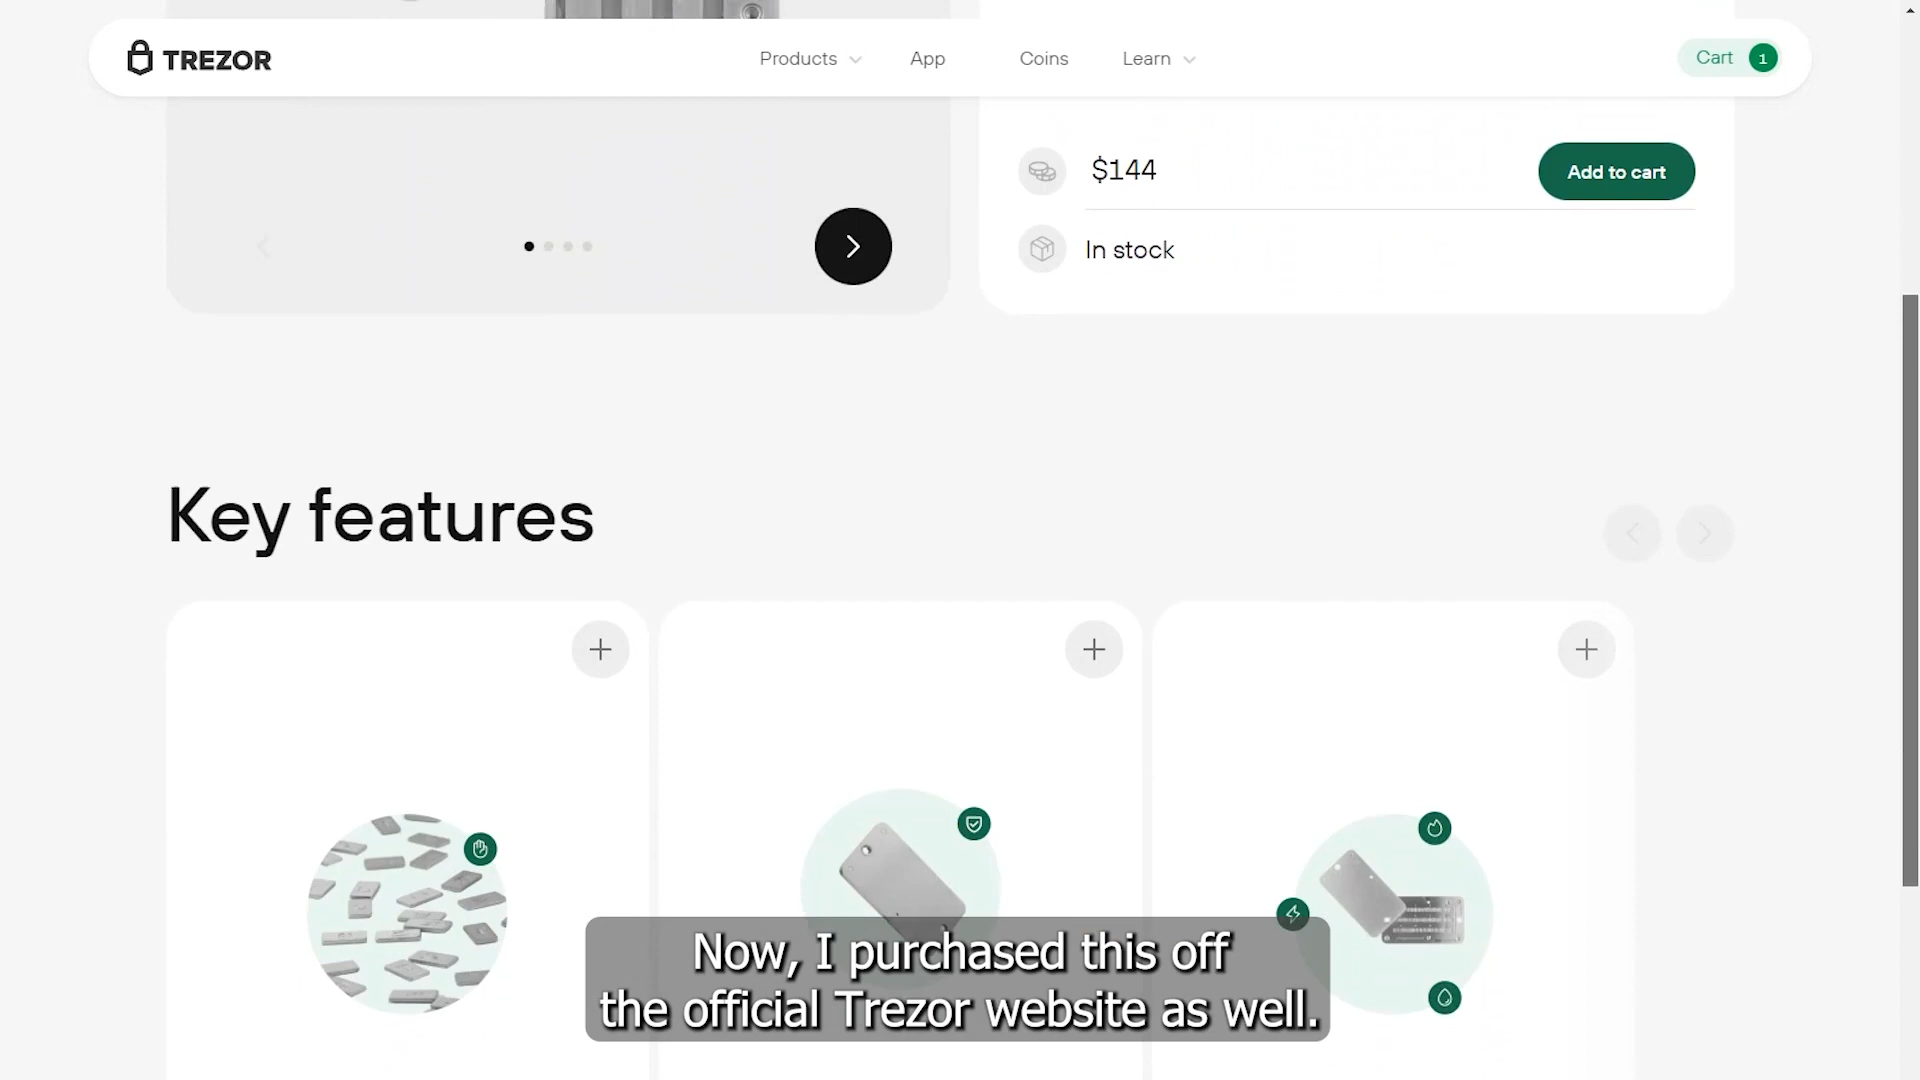 TREZOR
Products
App
Coins
Learn
Cart 1
$144
Add to cart
In stock
Key features
Now, I purchased this off
the official Trezor website as well.